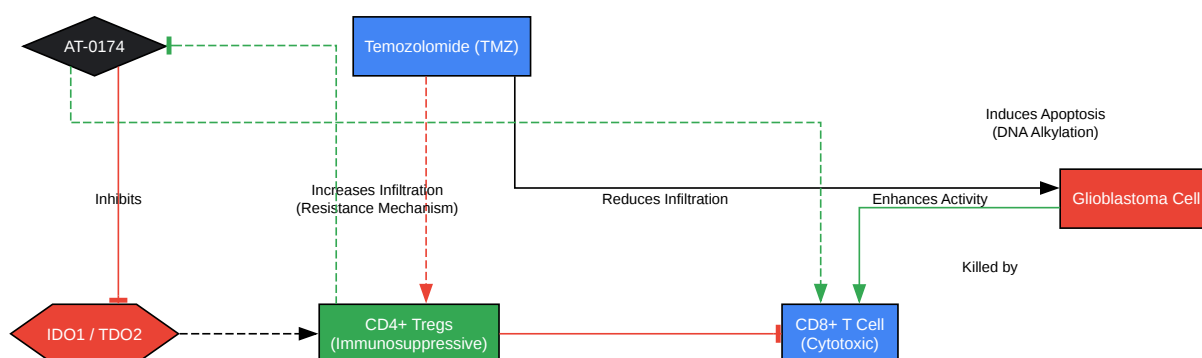 AT-0174
Temozolomide (TMZ)
Induces Apoptosis
(DNA Alkylation)
Inhibits
Increases Infiltration
(Resistance Mechanism)
Reduces Infiltration
Enhances Activity
Glioblastoma Cell
Killed by
IDO1 / TDO2
CD4+ Tregs
(Immunosuppressive)
CD8+ T Cell
(Cytotoxic)